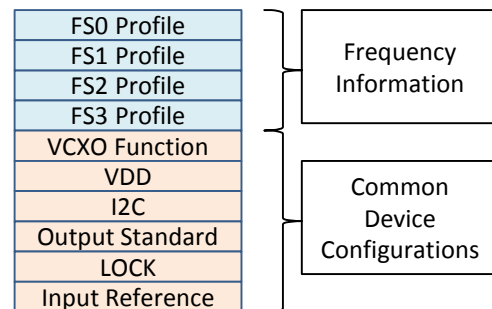 FS0 Profile
FS1 Profile
FS2 Profile
FS3 Profile
VCXO Function
VDD
I2C
Output Standard
LOCK
Input Reference
Frequency
Information
Common
Device
Configurations